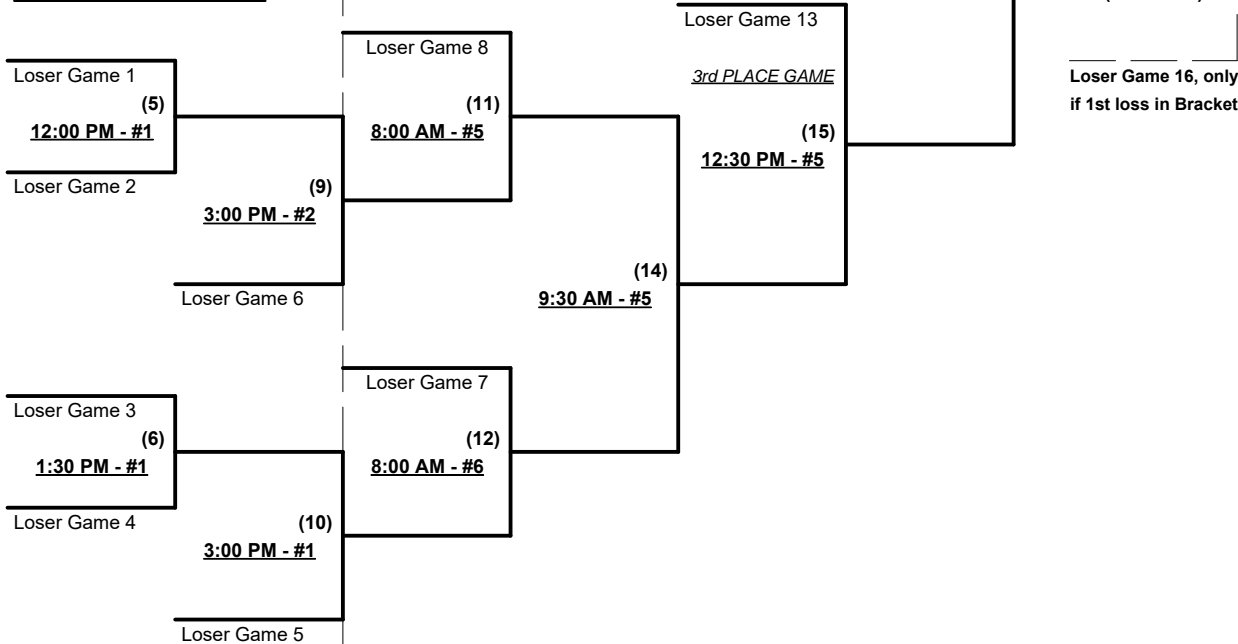 Loser Game 13
Loser Game 8
Loser Game 1
3rd PLACE GAME
Loser Game 16, only
if 1st loss in Bracket
(5)
12:00 PM - #1
(11)
8:00 AM - #5
(15)
12:30 PM - #5
Loser Game 2
(9)
3:00 PM - #2
(14)
9:30 AM - #5
Loser Game 6
Loser Game 7
Loser Game 3
(6)
1:30 PM - #1
(12)
8:00 AM - #6
Loser Game 4
(10)
3:00 PM - #1
Loser Game 5